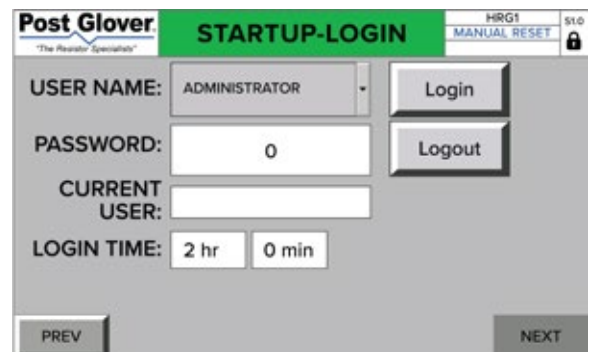 Post Glover.
"The Resistor Specialists"
STARTUP-LOGIN
HRG1
MANUAL RESET
S1.0
USER NAME:
ADMINISTRATOR
Login
PASSWORD:
0
Logout
CURRENT
USER:
LOGIN TIME:
2 hr
0 min
PREV
NEXT